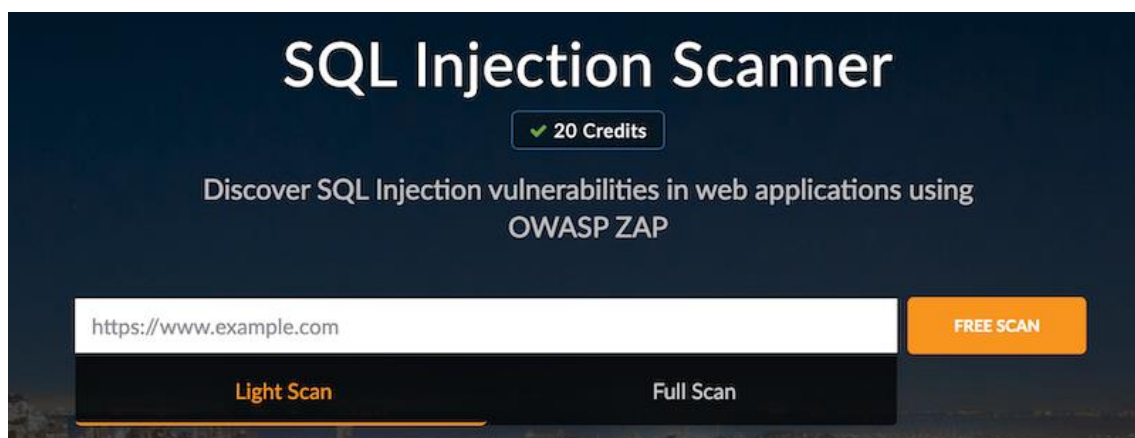 SQL Injection Scanner
20 Credits
Discover SQL Injection vulnerabilities in web applications using
OWASP ZAP
https://www.example.com
FREE SCAN
Light Scan
Full Scan